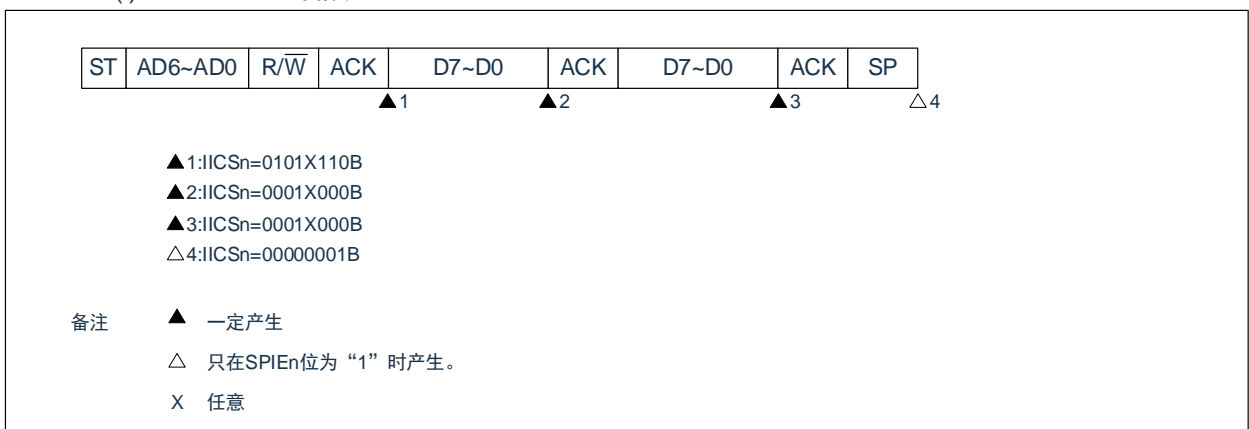 ST AD6~AD0 R/W ACK D7~D0 ACK D7~D0 ACK SP
▲1 ▲2 ▲3 △4
▲1:IICSn=0101X110B
▲2:IICSn=0001X000B
▲3:IICSn=0001X000B
△4:IICSn=00000001B
备注 ▲ 一定产生
△ 只在SPIEn位为“1”时产生。
X 任意